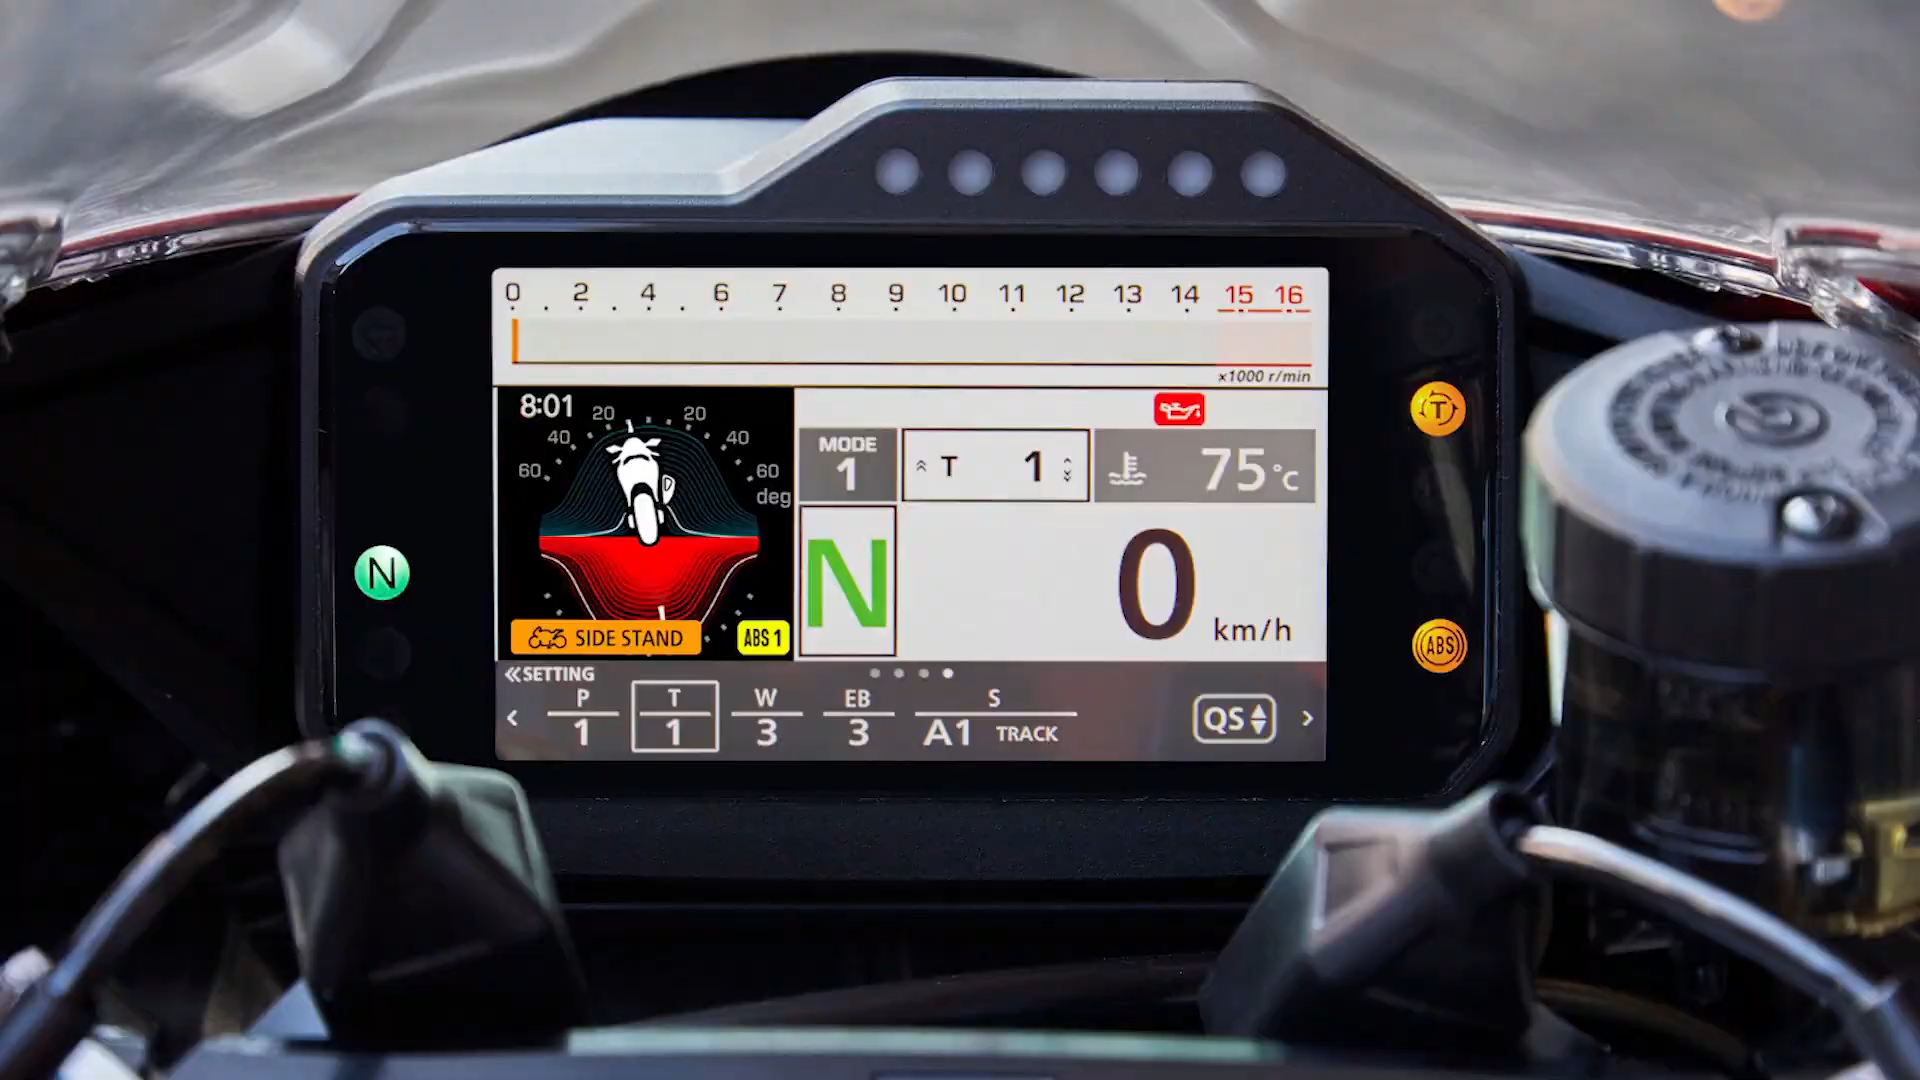 0 2 4 6 7 8 9 10 11 12 13 14 15 16
×1000 r/min
8:01
20 20
40 40
60 60
deg
MODE
1
T 1
75°C
N
N
0 km/h
SIDE STAND
ABS 1
T
ABS
«SETTING
P T W EB S
1 1 3 3 A1 TRACK
QS